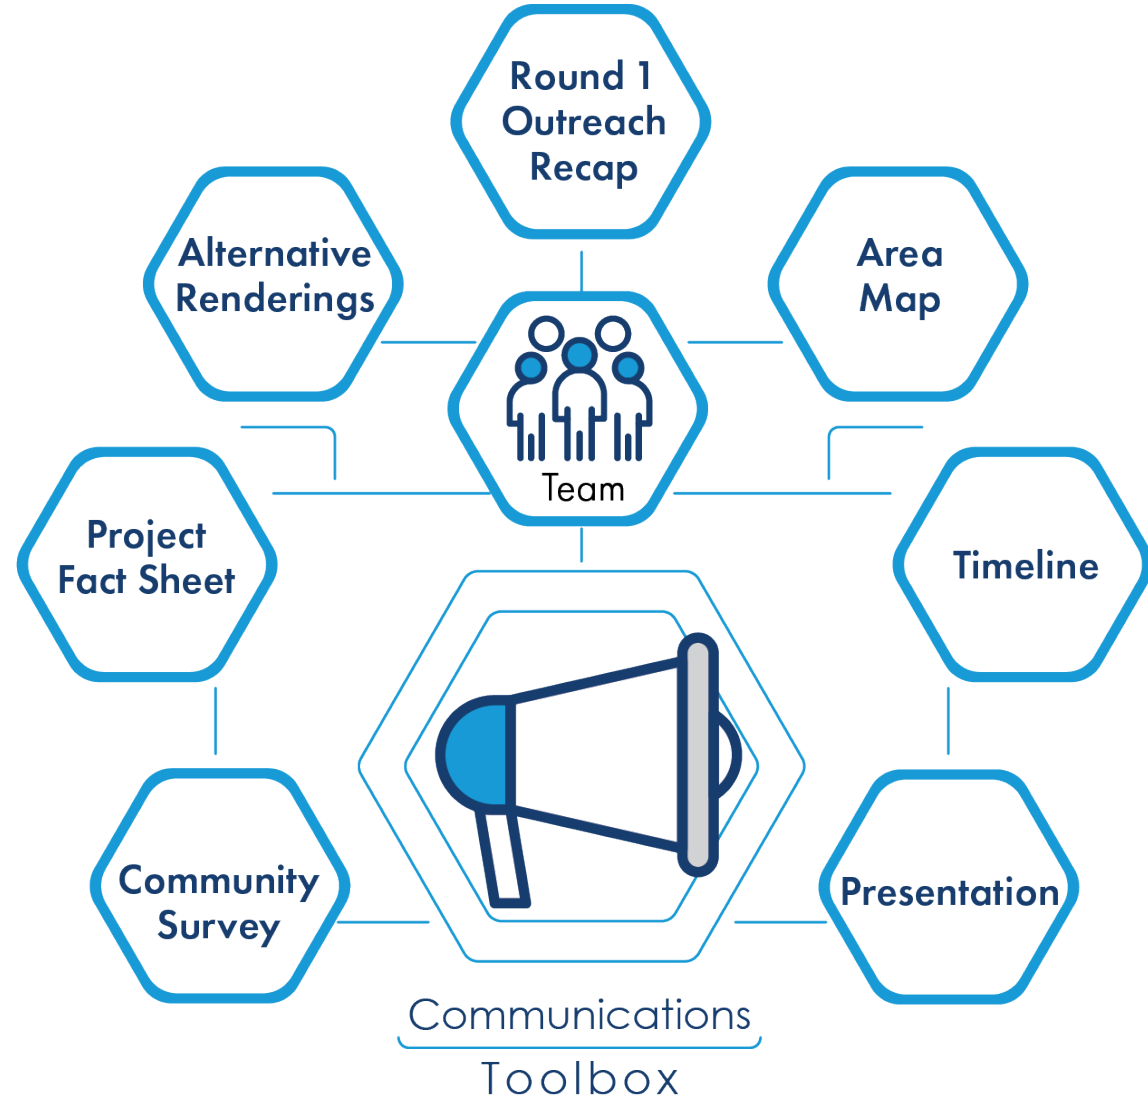 Round 1
Outreach
Recap
Alternative
Renderings
Area
Map
Team
Project
Fact Sheet
Timeline
Community
Survey
Presentation
Communications
Toolbox